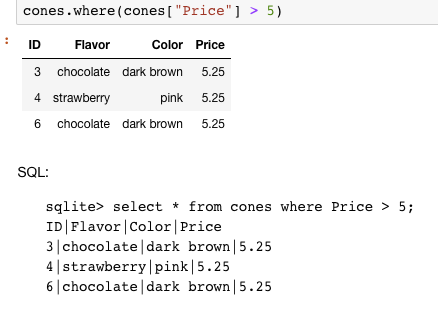 cones.where(cones["Price"] > 5)
:
ID Flavor Color Price
3 chocolate dark brown 5.25
4 strawberry pink 5.25
6 chocolate dark brown 5.25
SQL:
sqlite> select * from cones where Price > 5;
ID|Flavor|Color|Price
3|chocolate|dark brown|5.25
4|strawberry|pink|5.25
6|chocolate|dark brown|5.25